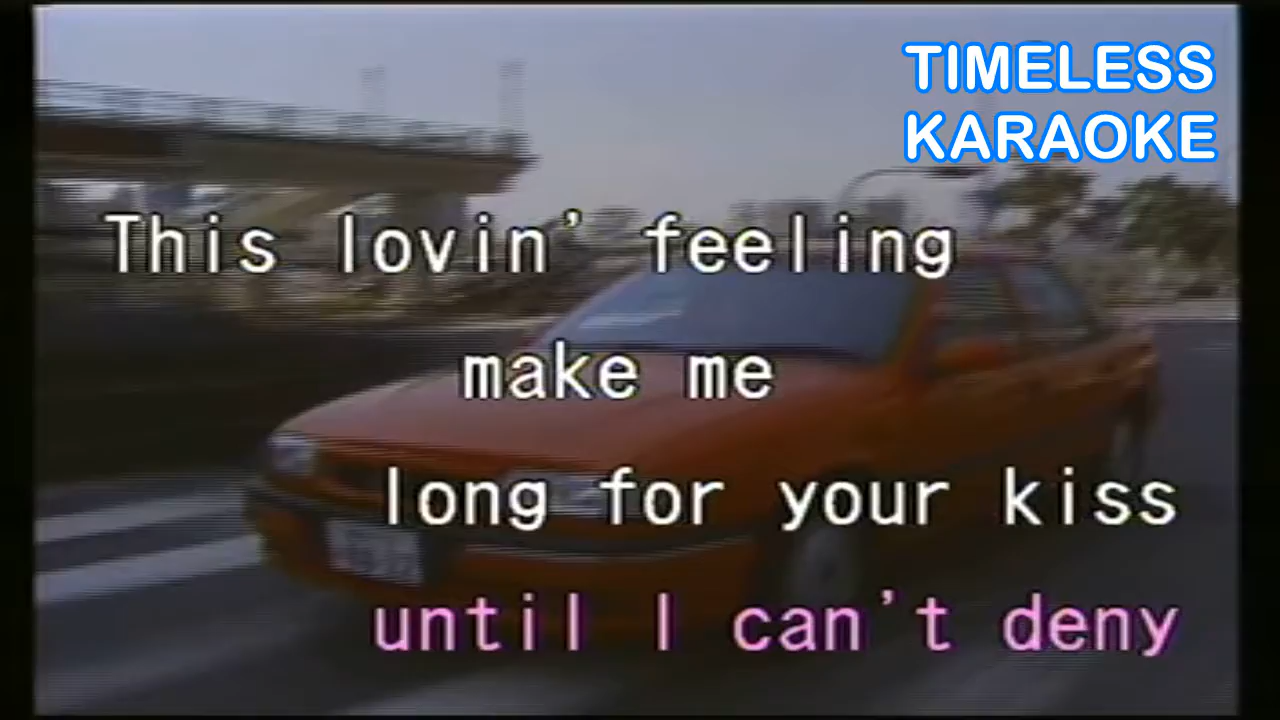 TIMELESS
KARAOKE
This lovin' feeling
make me
long for your kiss
until I can't deny